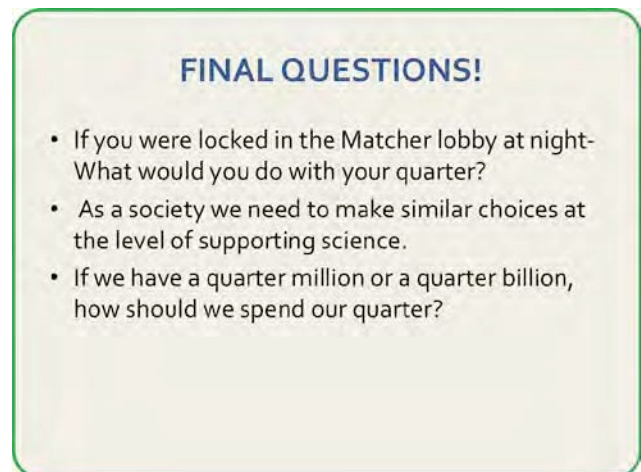 FINAL QUESTIONS!
• If you were locked in the Matcher lobby at night-
What would you do with your quarter?
• As a society we need to make similar choices at
the level of supporting science.
• If we have a quarter million or a quarter billion,
how should we spend our quarter?